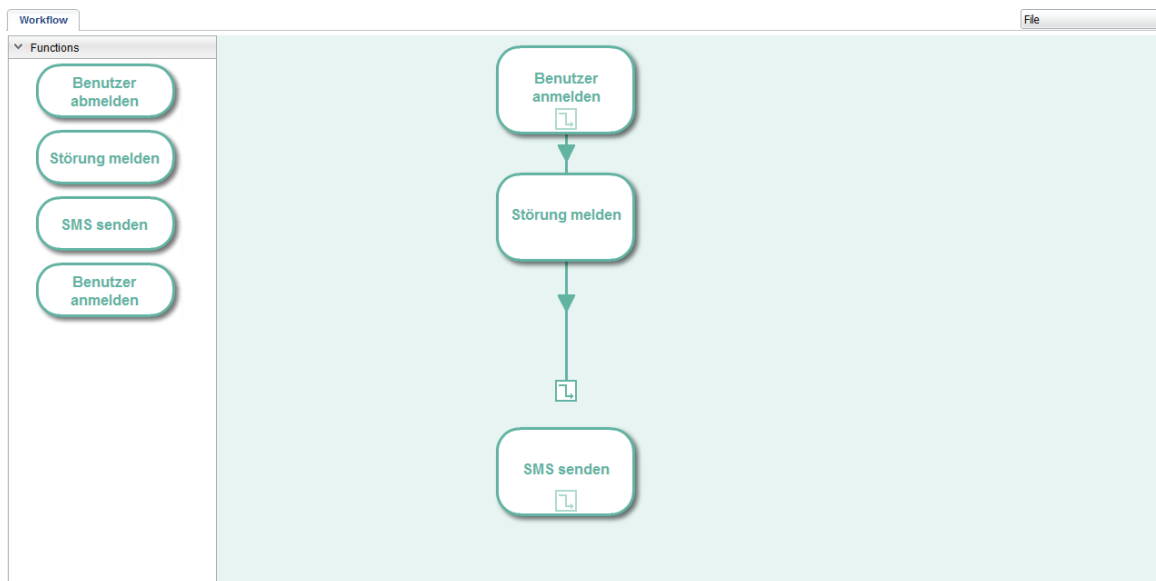 Workflow
File
Functions
Benutzer
abmelden
Störung melden
SMS senden
Benutzer
anmelden
Benutzer
anmelden
Störung melden
SMS senden